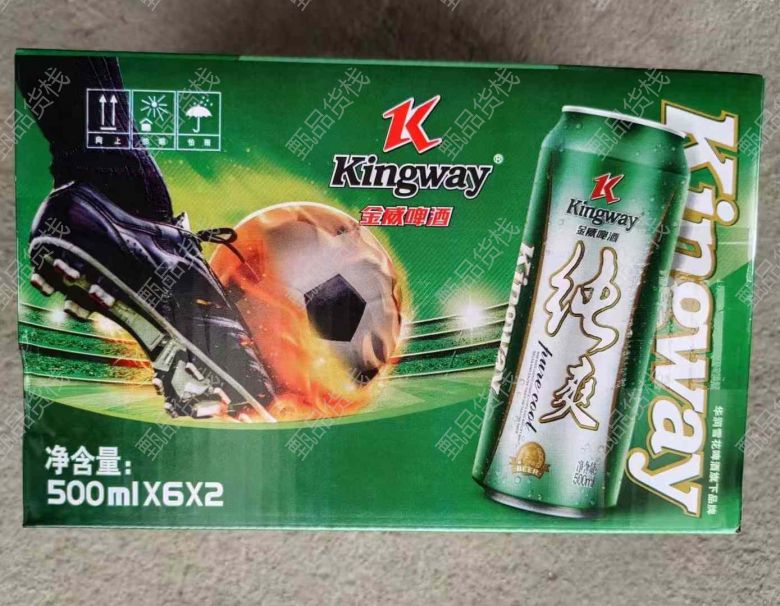 向上
怕晒
怕雨
Kingway®
金威啤酒
Kingway
金威啤酒
纯爽
pure cool
Kingway
BEER
净含量
500ml
Kingway
华润雪花啤酒旗下品牌
净含量:
500mlX6X2
甄品货栈